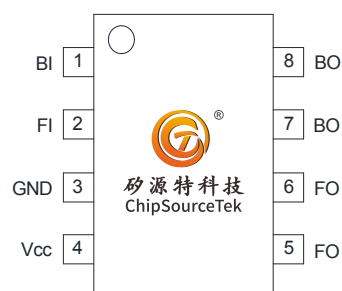 BI 1 8 BO
FI 2 7 BO
®
GND 3 6 FO
矽源特科技
ChipSourceTek
Vcc 4 5 FO